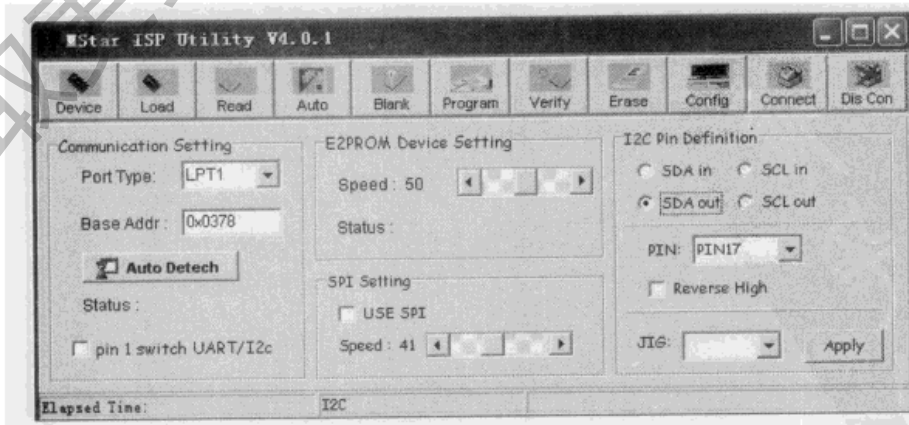 MStar ISP Utility V4.0.1
Device Load Read Auto Blank Program Verify Erase Config Connect Dis Con
Communication Setting
Port Type: LPT1
Base Addr: 0x0378
Auto Detech
Status :
pin 1 switch UART/I2c
E2PROM Device Setting
Speed : 50
Status :
SPI Setting
USE SPI
Speed : 41
I2C Pin Definition
SDA in SCL in
SDA out SCL out
PIN: PIN17
Reverse High
JIG: Apply
Elapsed Time: I2C